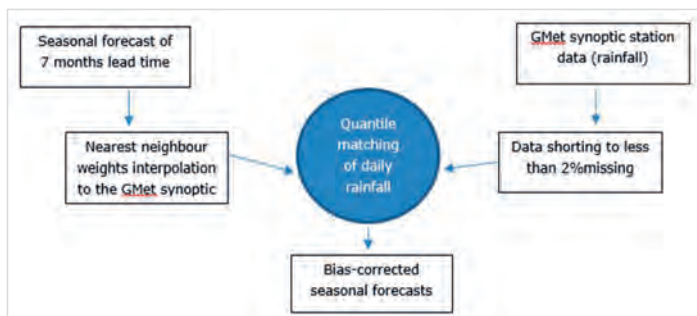 Seasonal forecast of
7 months lead time
GMet synoptic station
data (rainfall)
Nearest neighbour
weights interpolation
to the GMet synoptic
Quantile
matching
of daily
rainfall
Data shorting to less
than 2%missing
Bias-corrected
seasonal forecasts